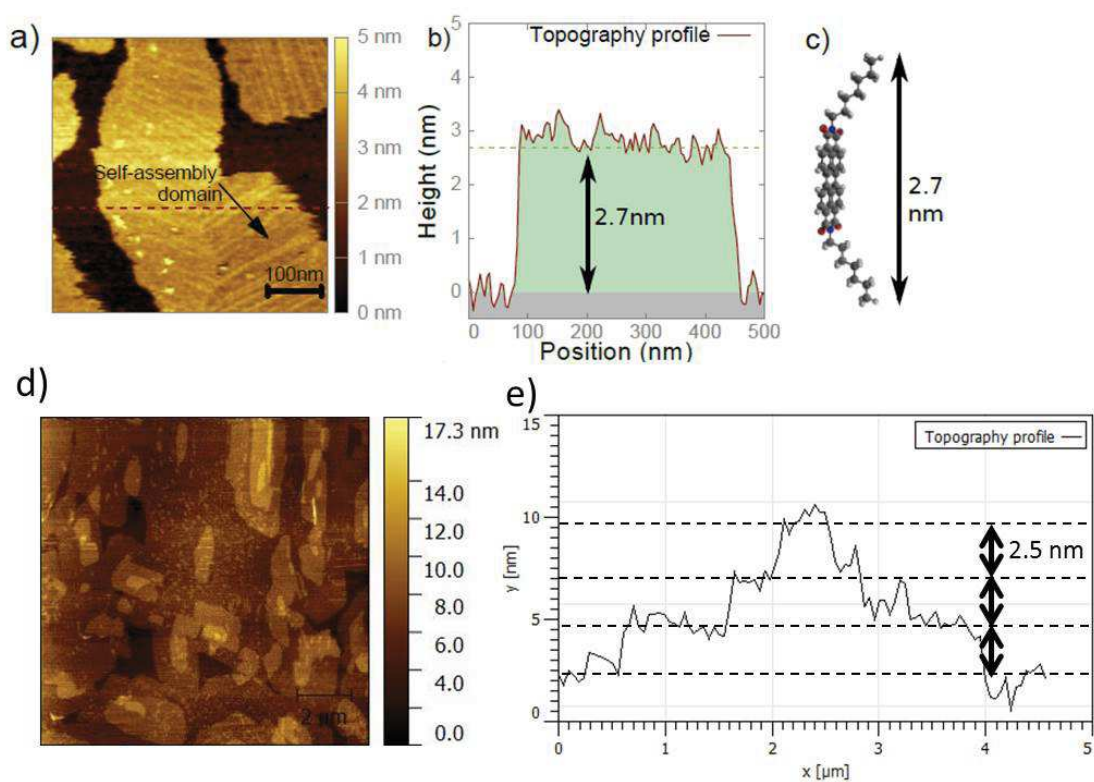 a)
Self-assembly
domain
100nm
5 nm
4 nm
3 nm
2 nm
1 nm
0 nm
b)
Topography profile
Height (nm)
5
4
3
2
1
0
2.7nm
0 100 200 300 400 500
Position (nm)
c)
2.7
nm
d)
2 µm
17.3 nm
14.0
12.0
10.0
8.0
6.0
4.0
0.0
e)
Topography profile
y [nm]
15
10
5
0
2.5 nm
0 1 2 3 4 5
x [µm]